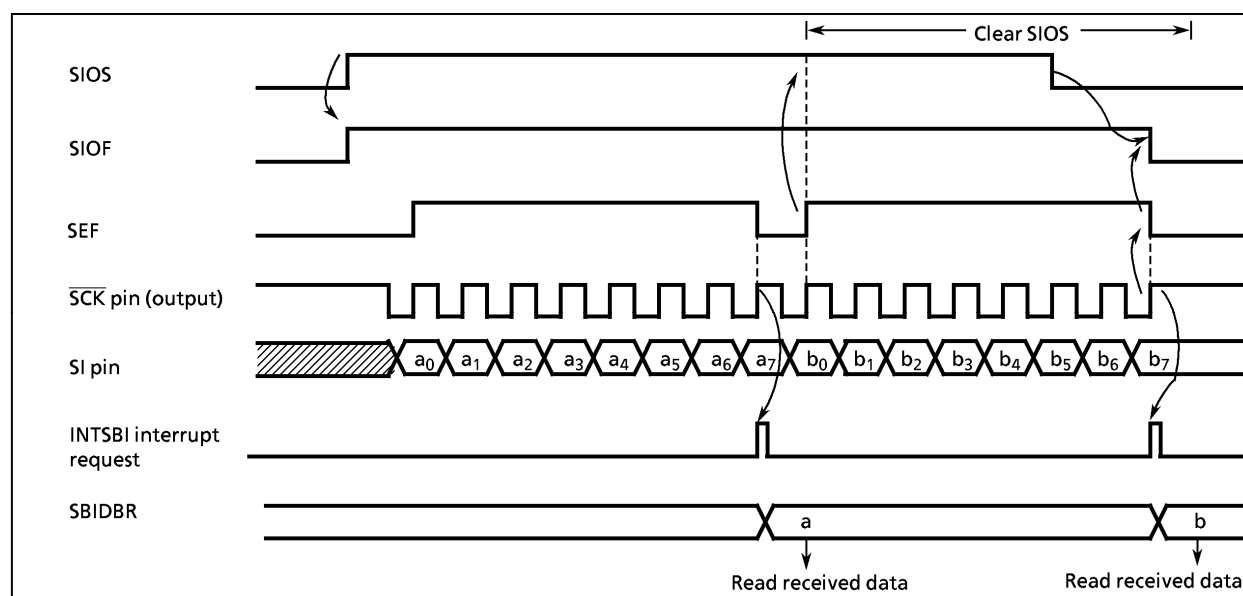 Clear SIOS
SIOS
SIOF
SEF
S̅C̅K̅ pin (output)
SI pin
a₀ a₁ a₂ a₃ a₄ a₅ a₆ a₇ b₀ b₁ b₂ b₃ b₄ b₅ b₆ b₇
INTSBI interrupt
request
SBIDBR
a
b
Read received data
Read received data